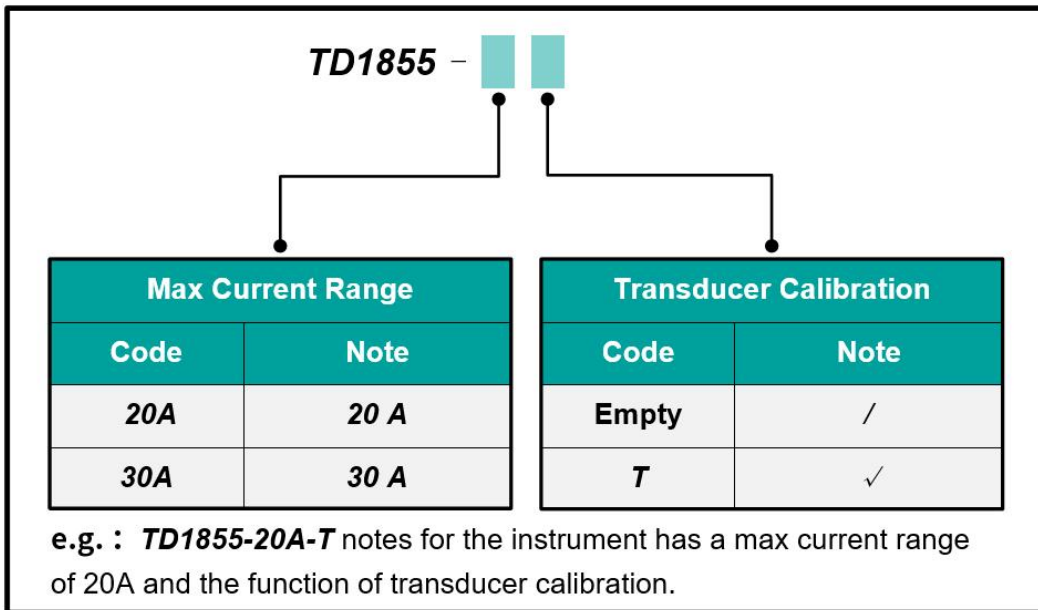 TD1855 –
Max Current Range
Code Note
20A 20 A
30A 30 A
Transducer Calibration
Code Note
Empty /
T √
e.g.： TD1855-20A-T notes for the instrument has a max current range
of 20A and the function of transducer calibration.